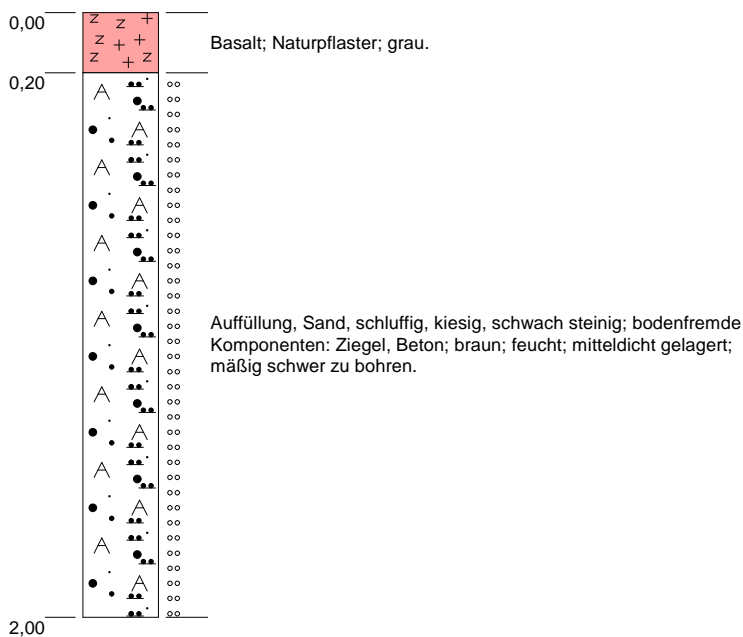 0,00
Basalt; Naturpflaster; grau.
0,20
Auffüllung, Sand, schluffig, kiesig, schwach steinig; bodenfremde
Komponenten: Ziegel, Beton; braun; feucht; mitteldicht gelagert;
mäßig schwer zu bohren.
2,00